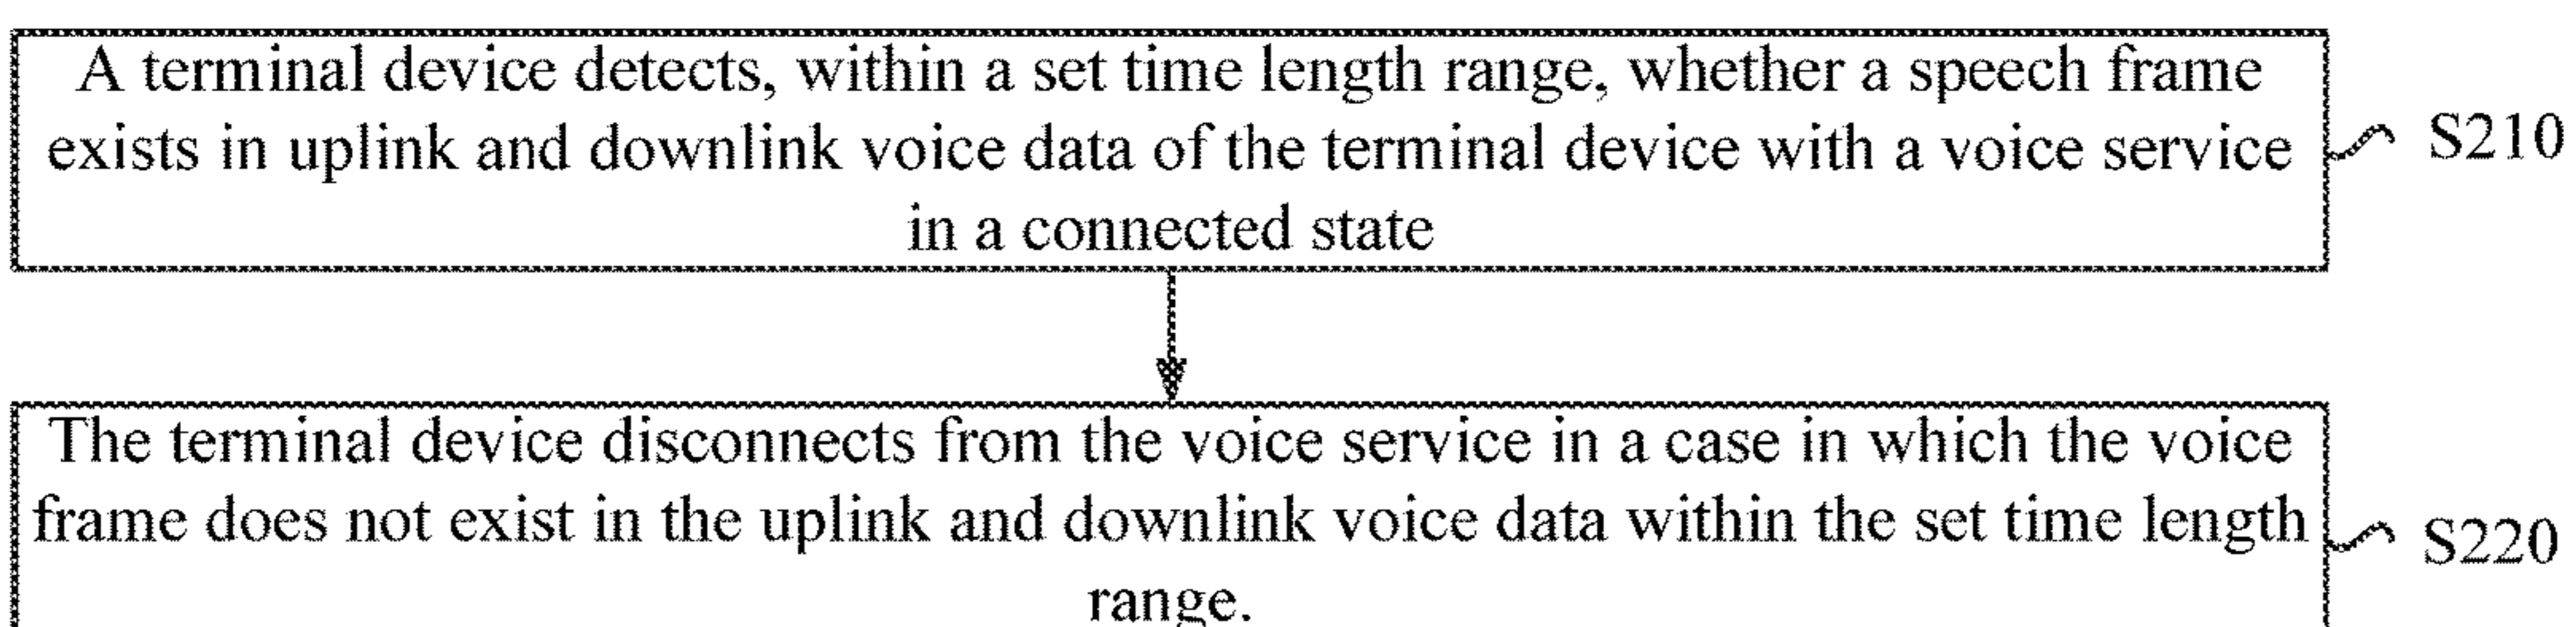 A terminal device detects, within a set time length range, whether a speech frame
exists in uplink and downlink voice data of the terminal device with a voice service
in a connected state
S210
The terminal device disconnects from the voice service in a case in which the voice
frame does not exist in the uplink and downlink voice data within the set time length
range.
S220